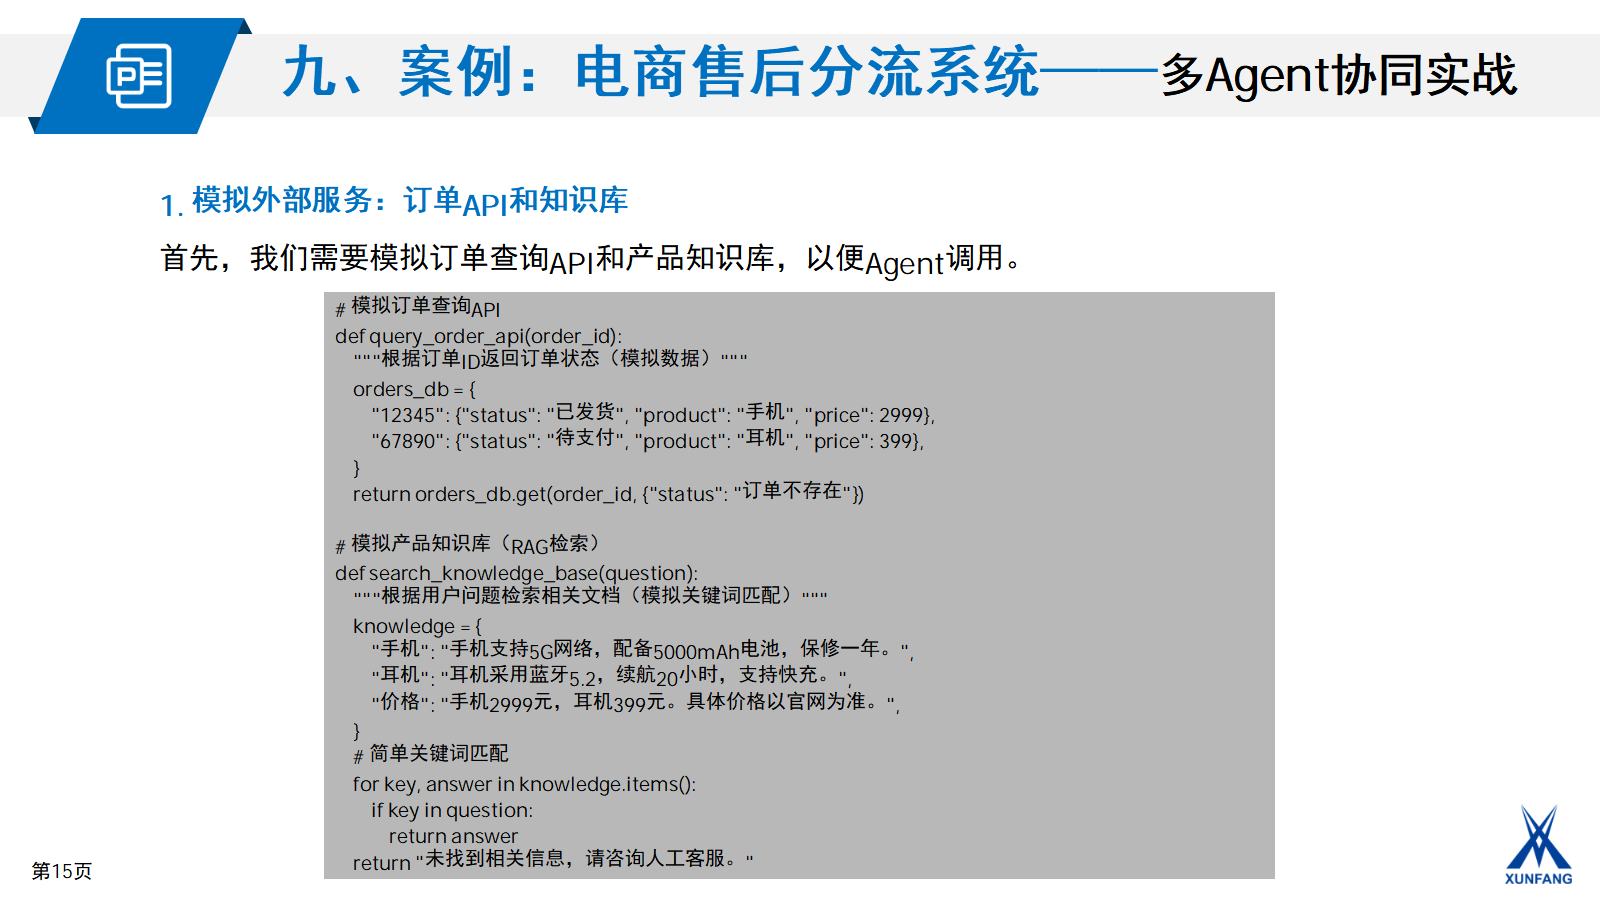 九、案例：电商售后分流系统——多Agent协同实战
1. 模拟外部服务：订单API和知识库
首先，我们需要模拟订单查询API和产品知识库，以便Agent调用。
# 模拟订单查询API
def query_order_api(order_id):
    """根据订单ID返回订单状态（模拟数据）"""
    orders_db = {
        "12345": {"status": "已发货", "product": "手机", "price": 2999},
        "67890": {"status": "待支付", "product": "耳机", "price": 399},
    }
    return orders_db.get(order_id, {"status": "订单不存在"})

# 模拟产品知识库（RAG检索）
def search_knowledge_base(question):
    """根据用户问题检索相关文档（模拟关键词匹配）"""
    knowledge = {
        "手机": "手机支持5G网络，配备5000mAh电池，保修一年。",
        "耳机": "耳机采用蓝牙5.2，续航20小时，支持快充。",
        "价格": "手机2999元，耳机399元。具体价格以官网为准。",
    }
    # 简单关键词匹配
    for key, answer in knowledge.items():
        if key in question:
            return answer
    return "未找到相关信息，请咨询人工客服。"
第15页
XUNFANG